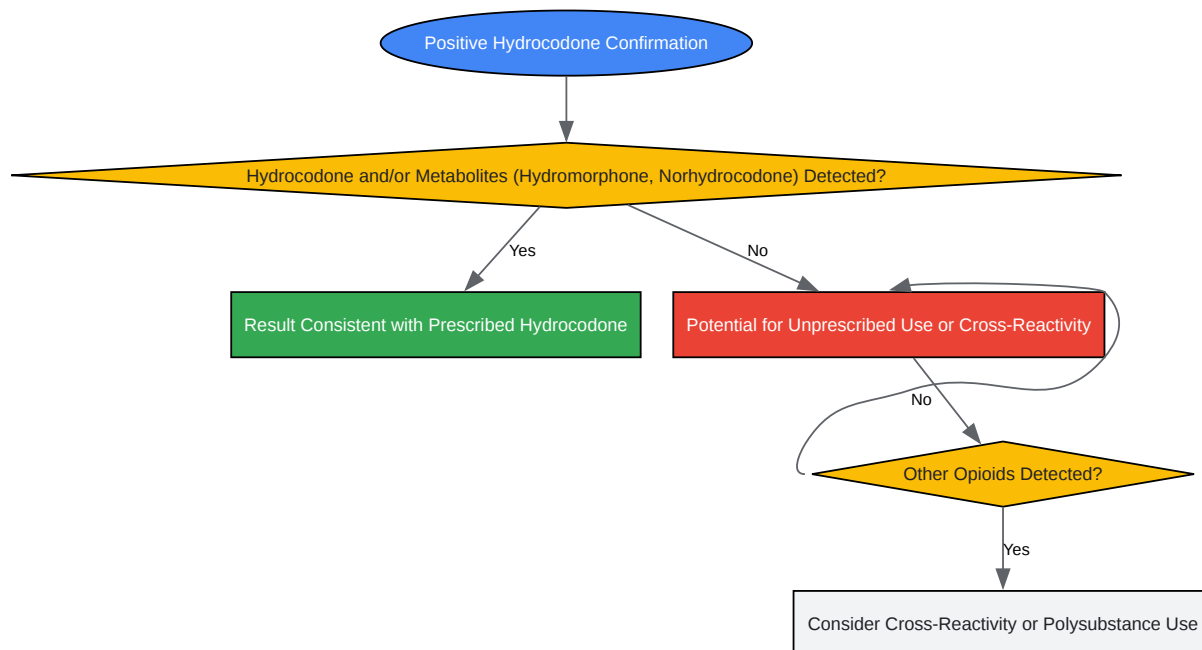 Positive Hydrocodone Confirmation
Hydrocodone and/or Metabolites (Hydromorphone, Norhydrocodone) Detected?
Yes
No
Result Consistent with Prescribed Hydrocodone
Potential for Unprescribed Use or Cross-Reactivity
No
Other Opioids Detected?
Yes
Consider Cross-Reactivity or Polysubstance Use